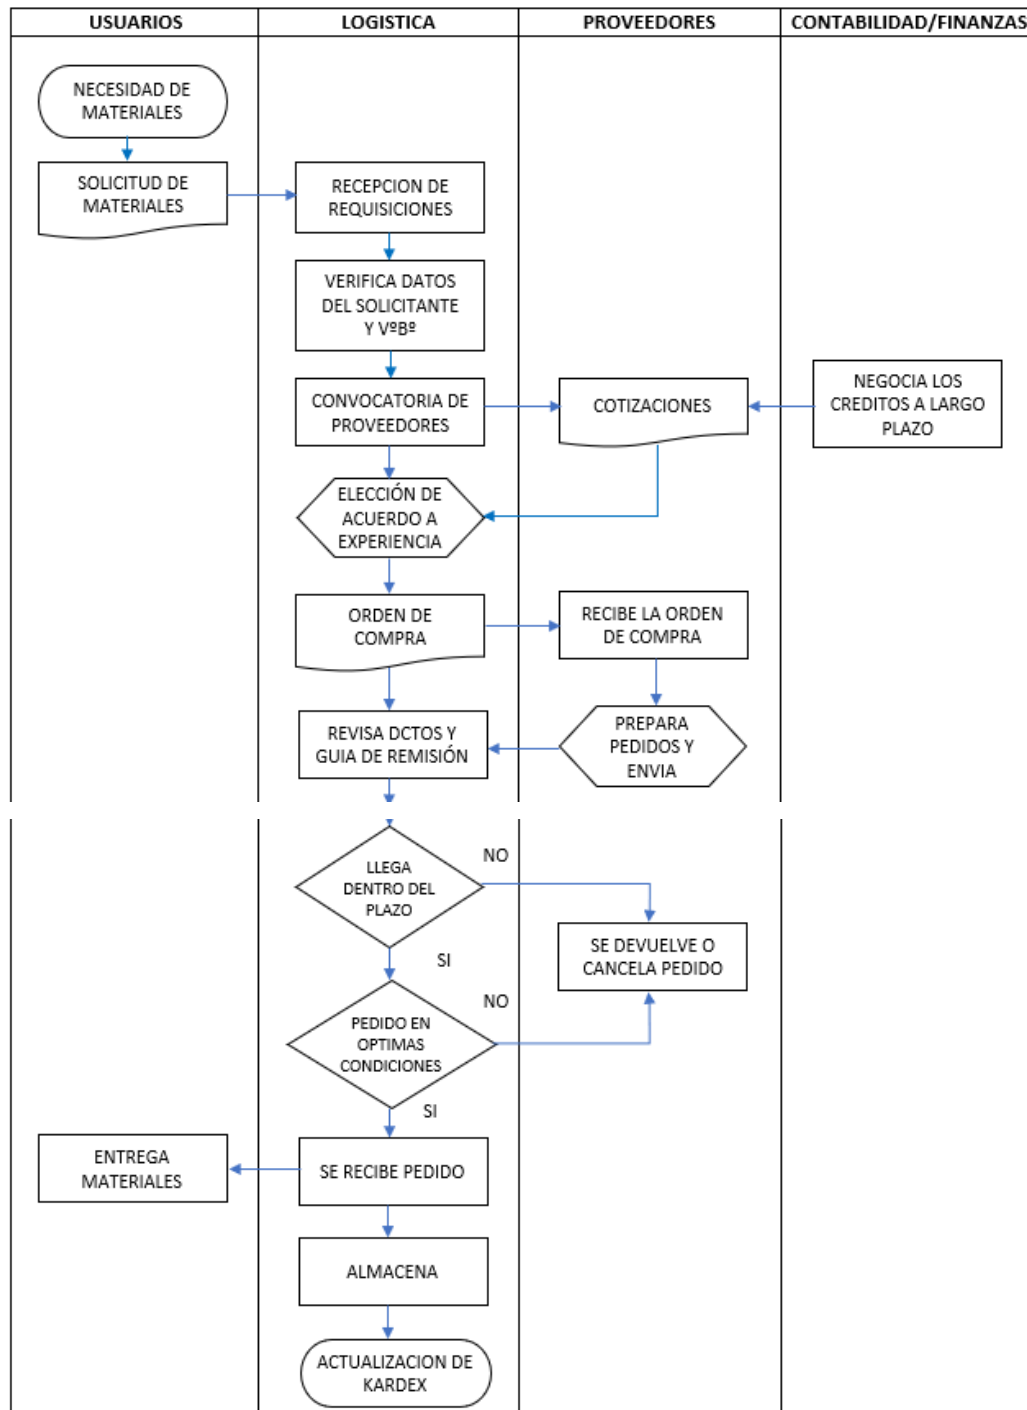 USUARIOS
LOGISTICA
PROVEEDORES
CONTABILIDAD/FINANZAS
NECESIDAD DE
MATERIALES
SOLICITUD DE
MATERIALES
RECEPCION DE
REQUISICIONES
VERIFICA DATOS
DEL SOLICITANTE
Y VºBº
CONVOCATORIA DE
PROVEEDORES
COTIZACIONES
NEGOCIA LOS
CREDITOS A LARGO
PLAZO
ELECCIÓN DE
ACUERDO A
EXPERIENCIA
ORDEN DE
COMPRA
RECIBE LA ORDEN
DE COMPRA
REVISA DCTOS Y
GUIA DE REMISIÓN
PREPARA
PEDIDOS Y
ENVIA
LLEGA
DENTRO DEL
PLAZO
NO
SE DEVUELVE O
CANCELA PEDIDO
SI
PEDIDO EN
OPTIMAS
CONDICIONES
NO
SI
ENTREGA
MATERIALES
SE RECIBE PEDIDO
ALMACENA
ACTUALIZACION DE
KARDEX